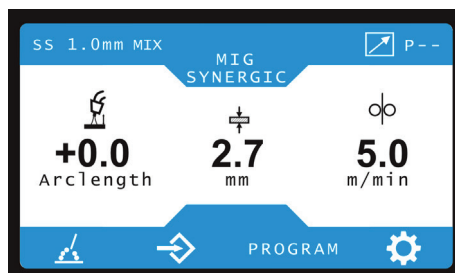 SS 1.0mm MIX
MIG
SYNERGIC
P--
+0.0
Arclength
2.7
mm
5.0
m/min
PROGRAM